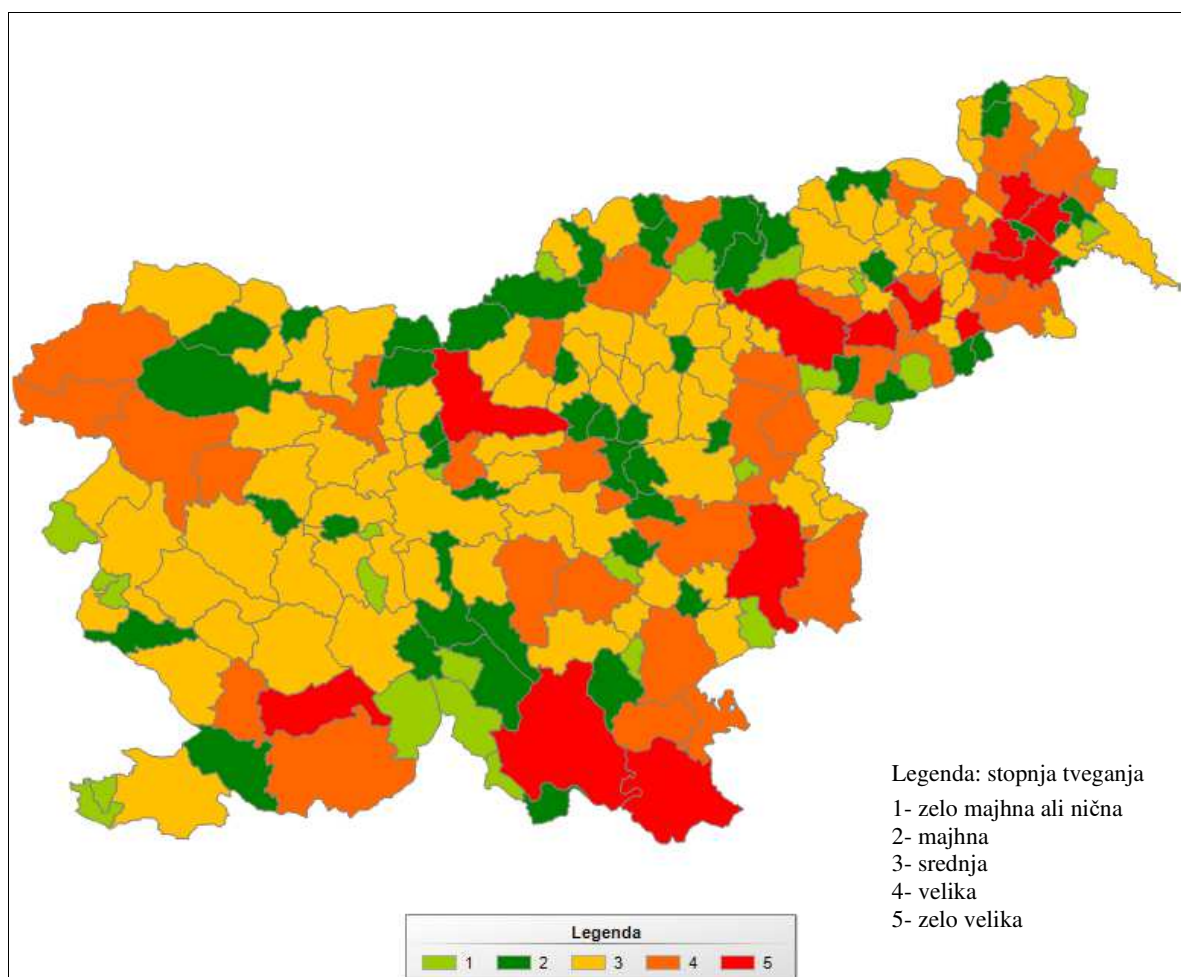 Legenda: stopnja tveganja
1- zelo majhna ali nična
2- majhna
3- srednja
4- velika
5- zelo velika
Legenda
1 2 3 4 5